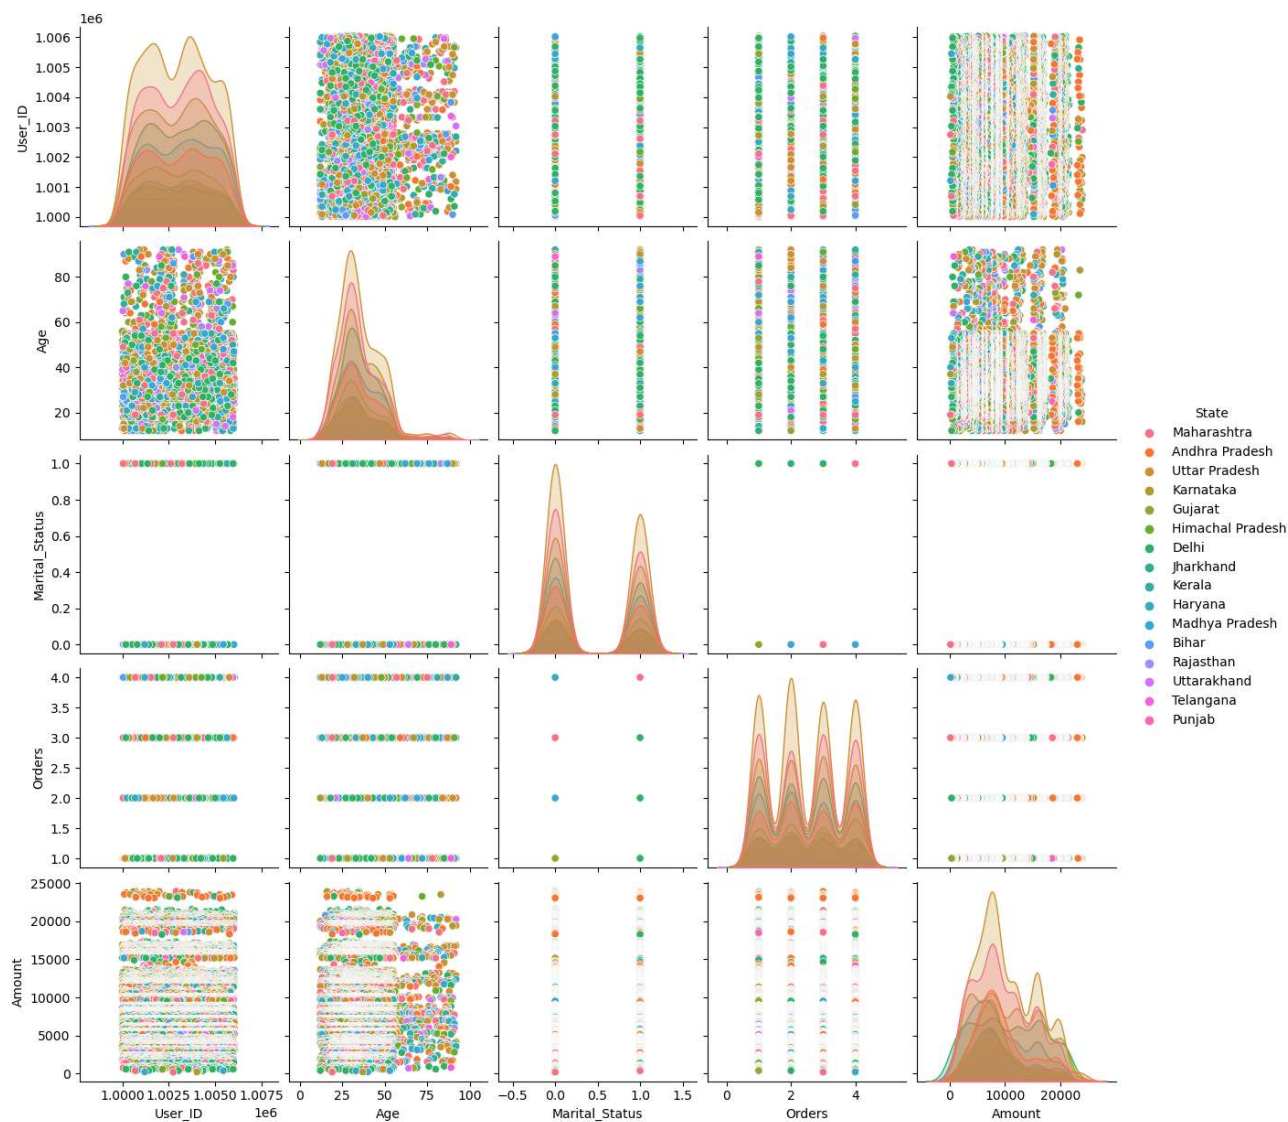 1e6
1.006
1.005
1.004
1.003
1.002
1.001
1.000
User_ID
80
60
40
20
Age
1.0
0.8
0.6
0.4
0.2
0.0
Marital_Status
4.0
3.5
3.0
2.5
2.0
1.5
1.0
Orders
25000
20000
15000
10000
5000
0
Amount
1.0000 1.0025 1.0050 1.0075
1e6
User_ID
0 25 50 75 100
Age
−0.5 0.0 0.5 1.0 1.5
Marital_Status
0 2 4
Orders
0 10000 20000
Amount
State
Maharashtra
Andhra Pradesh
Uttar Pradesh
Karnataka
Gujarat
Himachal Pradesh
Delhi
Jharkhand
Kerala
Haryana
Madhya Pradesh
Bihar
Rajasthan
Uttarakhand
Telangana
Punjab